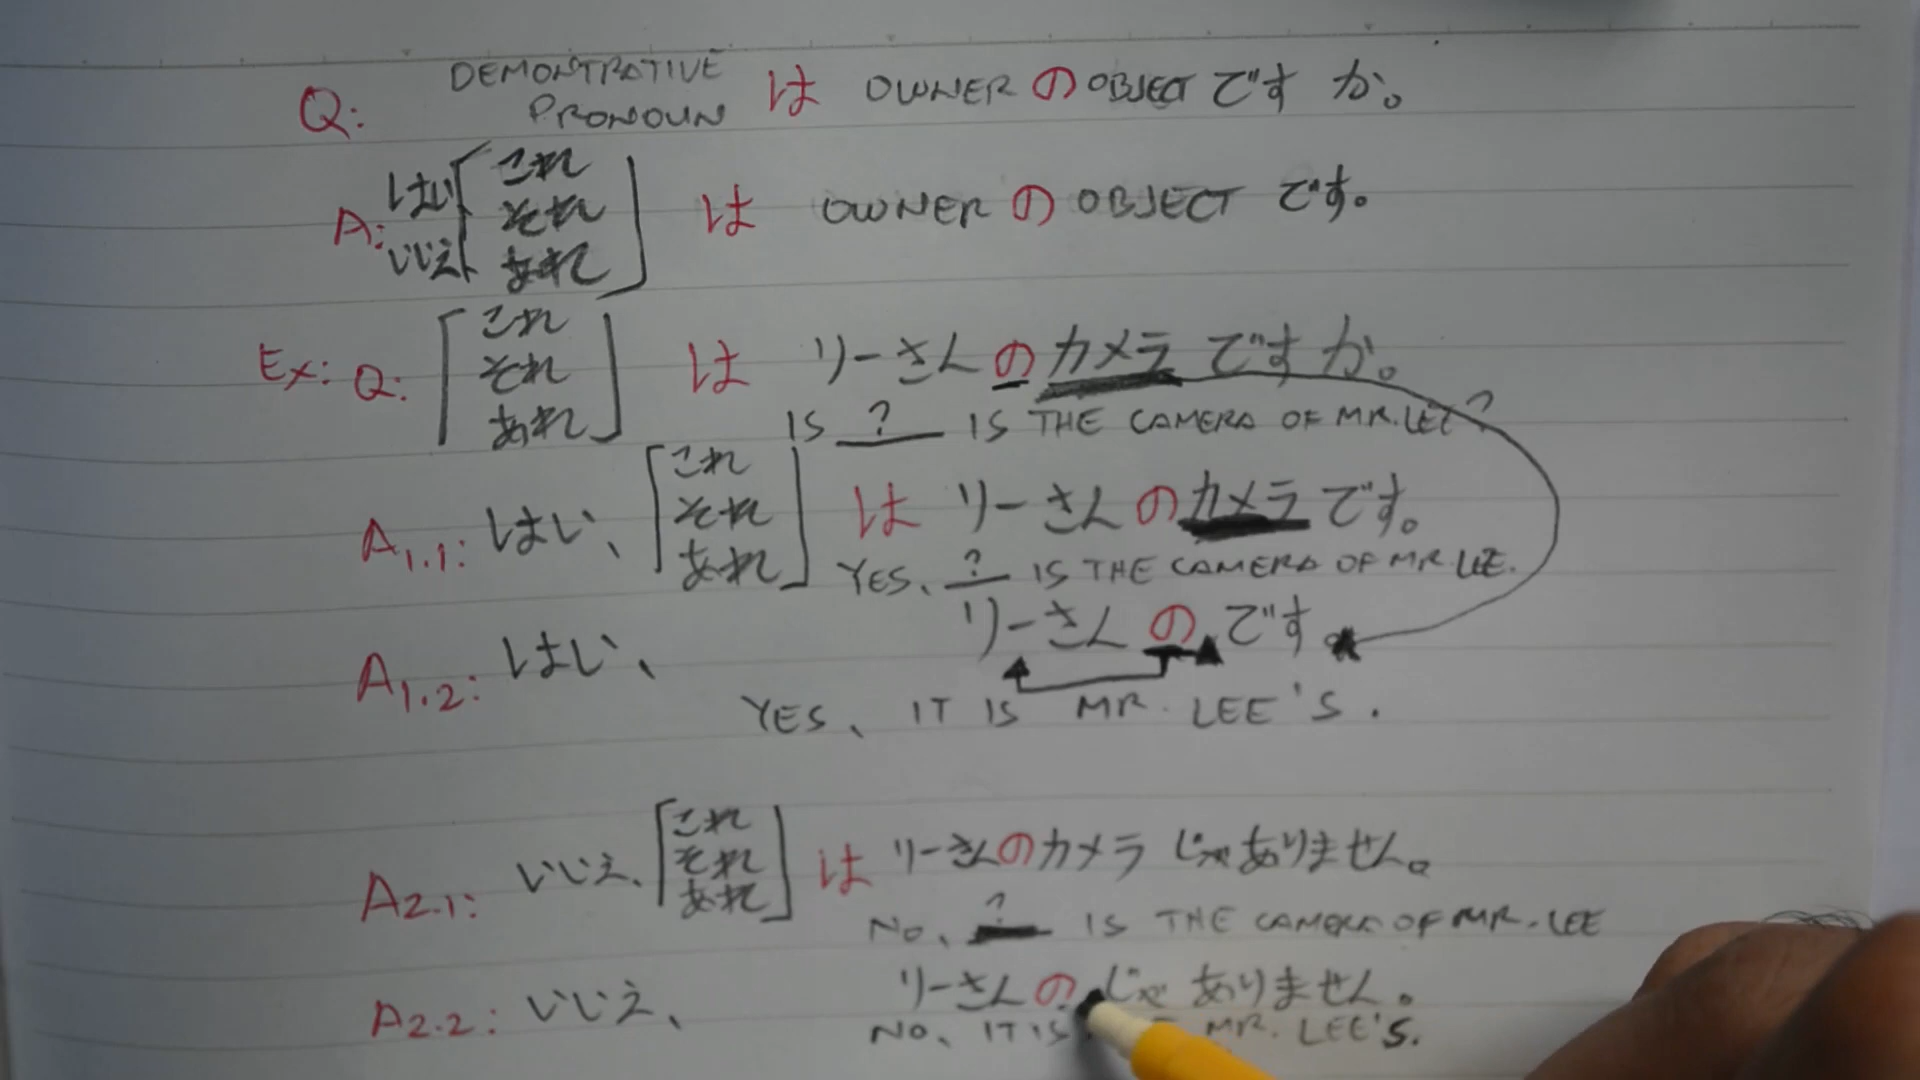 Q: DEMONSTRATIVE PRONOUN は OWNER の OBJECT ですか。
A: はい いいえ [これ それ あれ] は OWNER の OBJECT です。
Ex: Q: [これ それ あれ] は リーさんのカメラですか。
IS ? IS THE CAMERA OF MR. LEE?
A1.1: はい、[これ それ あれ] は リーさんのカメラです。
YES, ? IS THE CAMERA OF MR LEE.
A1.2: はい、 リーさんのです
YES, IT IS MR. LEE'S.
A2.1: いいえ、[これ それ あれ] は リーさんのカメラ じゃありません。
NO, ? IS THE CAMERA OF MR. LEE
A2.2: いいえ、 リーさんの じゃありません。
NO, IT IS MR. LEE'S.